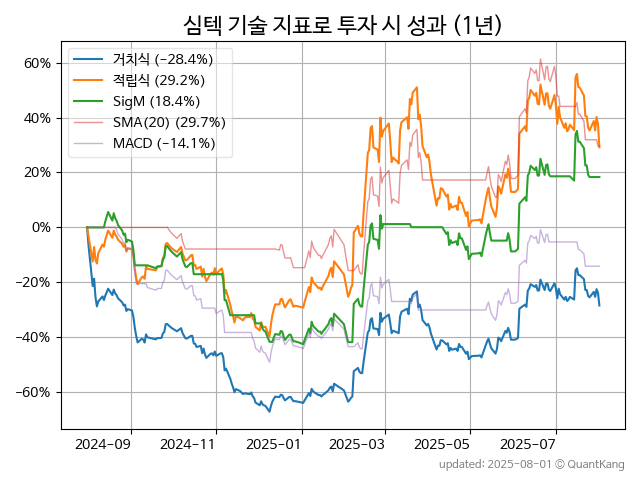 심텍 기술 지표로 투자 시 성과 (1년)
거치식 (−28.4%)
적립식 (29.2%)
SigM (18.4%)
SMA(20) (29.7%)
MACD (−14.1%)
60%
40%
20%
0%
−20%
−40%
−60%
2024-09 2024-11 2025-01 2025-03 2025-05 2025-07
updated: 2025-08-01 © QuantKang